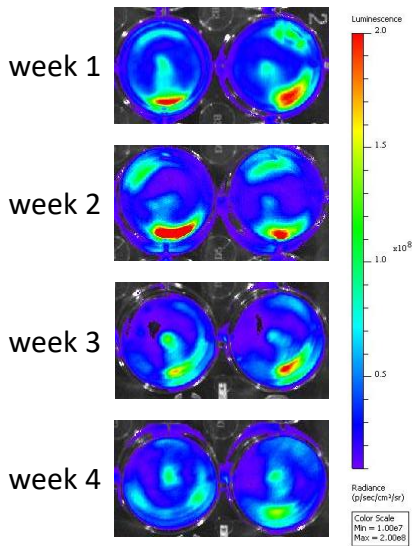 week 1
week 2
week 3
week 4
Luminescence
2.0
1.5
1.0
x10⁸
0.5
Radiance
(p/sec/cm²/sr)
Color Scale
Min = 1.00e7
Max = 2.00e8